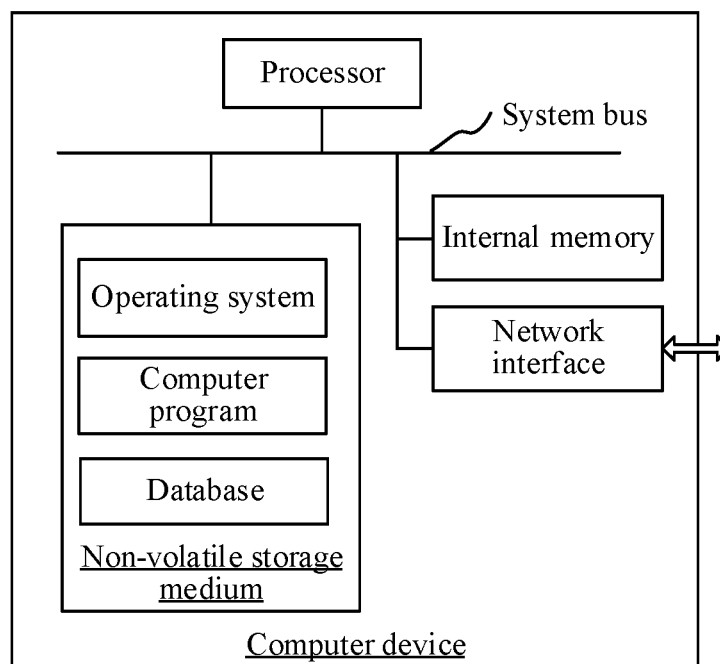 Processor
System bus
Internal memory
Operating system
Network
interface
Computer
program
Database
Non-volatile storage
medium
Computer device